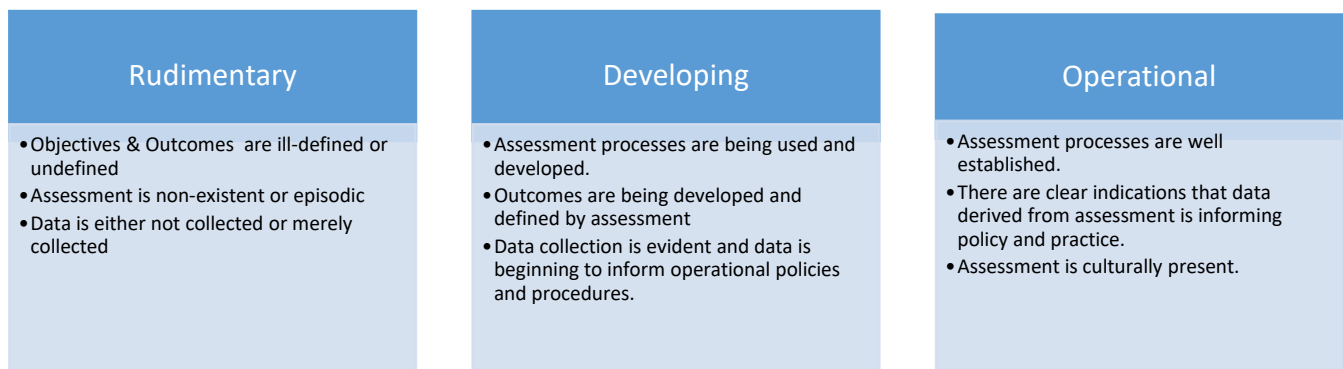 Rudimentary
•Objectives & Outcomes are ill-defined or
undefined
•Assessment is non-existent or episodic
•Data is either not collected or merely
collected
Developing
•Assessment processes are being used and
developed.
•Outcomes are being developed and
defined by assessment
•Data collection is evident and data is
beginning to inform operational policies
and procedures.
Operational
•Assessment processes are well
established.
•There are clear indications that data
derived from assessment is informing
policy and practice.
•Assessment is culturally present.